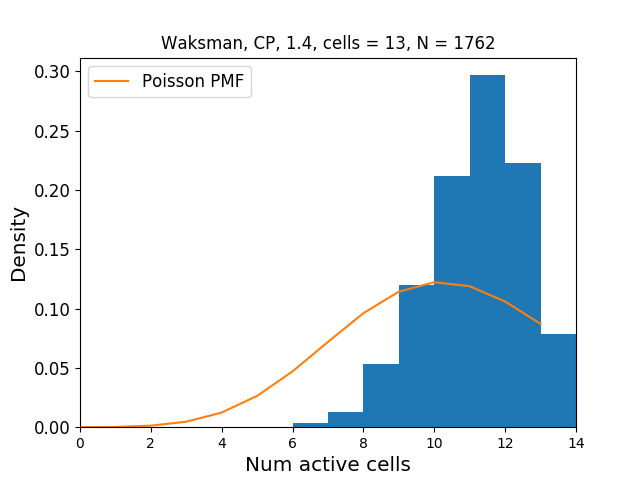 Waksman, CP, 1.4, cells = 13, N = 1762
Poisson PMF
Density
0.30
0.25
0.20
0.15
0.10
0.05
0.00
0 2 4 6 8 10 12 14
Num active cells